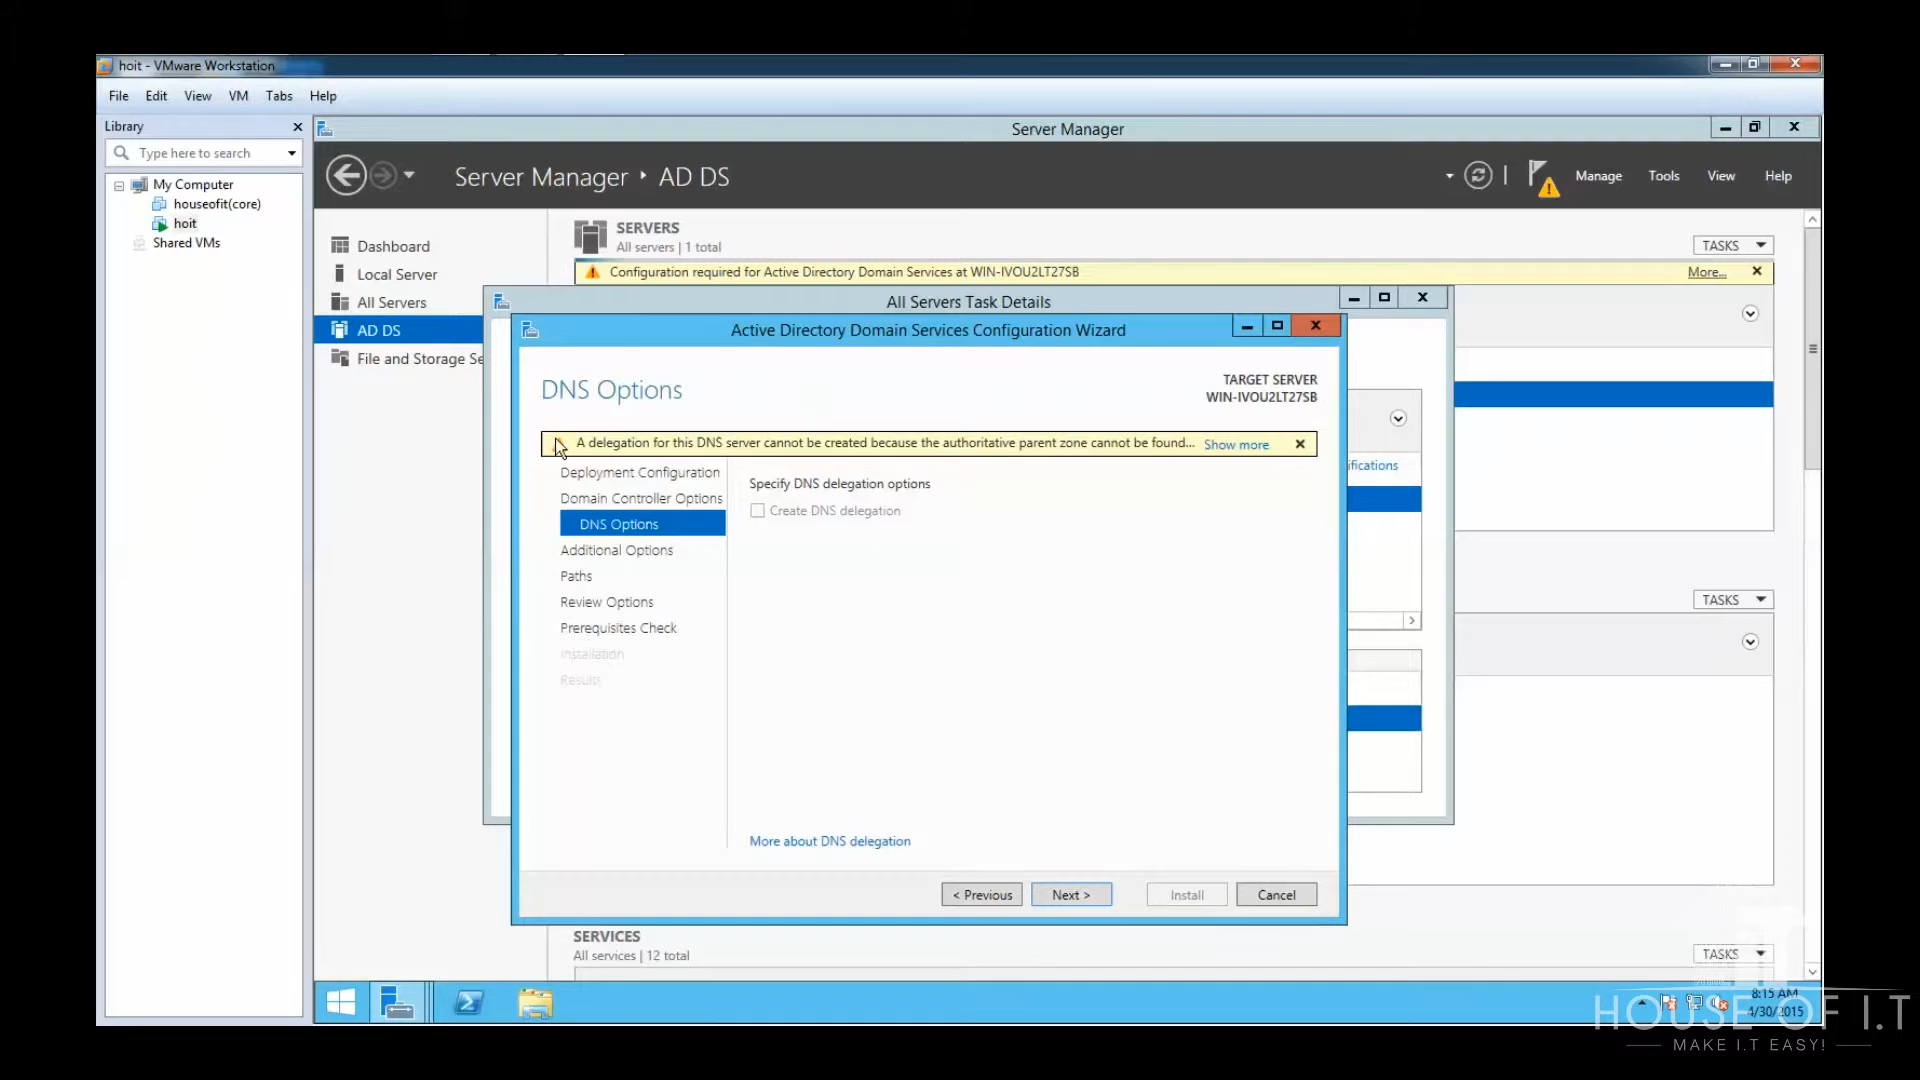 hoit - VMware Workstation
File Edit View VM Tabs Help
Library
Type here to search
My Computer
houseofit(core)
hoit
Shared VMs
Server Manager
Server Manager • AD DS
Manage Tools View Help
Dashboard
Local Server
All Servers
AD DS
File and Storage Se
SERVERS
All servers | 1 total
TASKS
Configuration required for Active Directory Domain Services at WIN-IVOU2LT27SB
More...
All Servers Task Details
Active Directory Domain Services Configuration Wizard
DNS Options
TARGET SERVER
WIN-IVOU2LT27SB
A delegation for this DNS server cannot be created because the authoritative parent zone cannot be found... Show more
Deployment Configuration
Domain Controller Options
DNS Options
Additional Options
Paths
Review Options
Prerequisites Check
Installation
Results
Specify DNS delegation options
Create DNS delegation
More about DNS delegation
< Previous Next > Install Cancel
ifications
TASKS
SERVICES
All services | 12 total
TASKS
8:15 AM
4/30/2015
HOUSE OF I.T
MAKE I.T EASY!